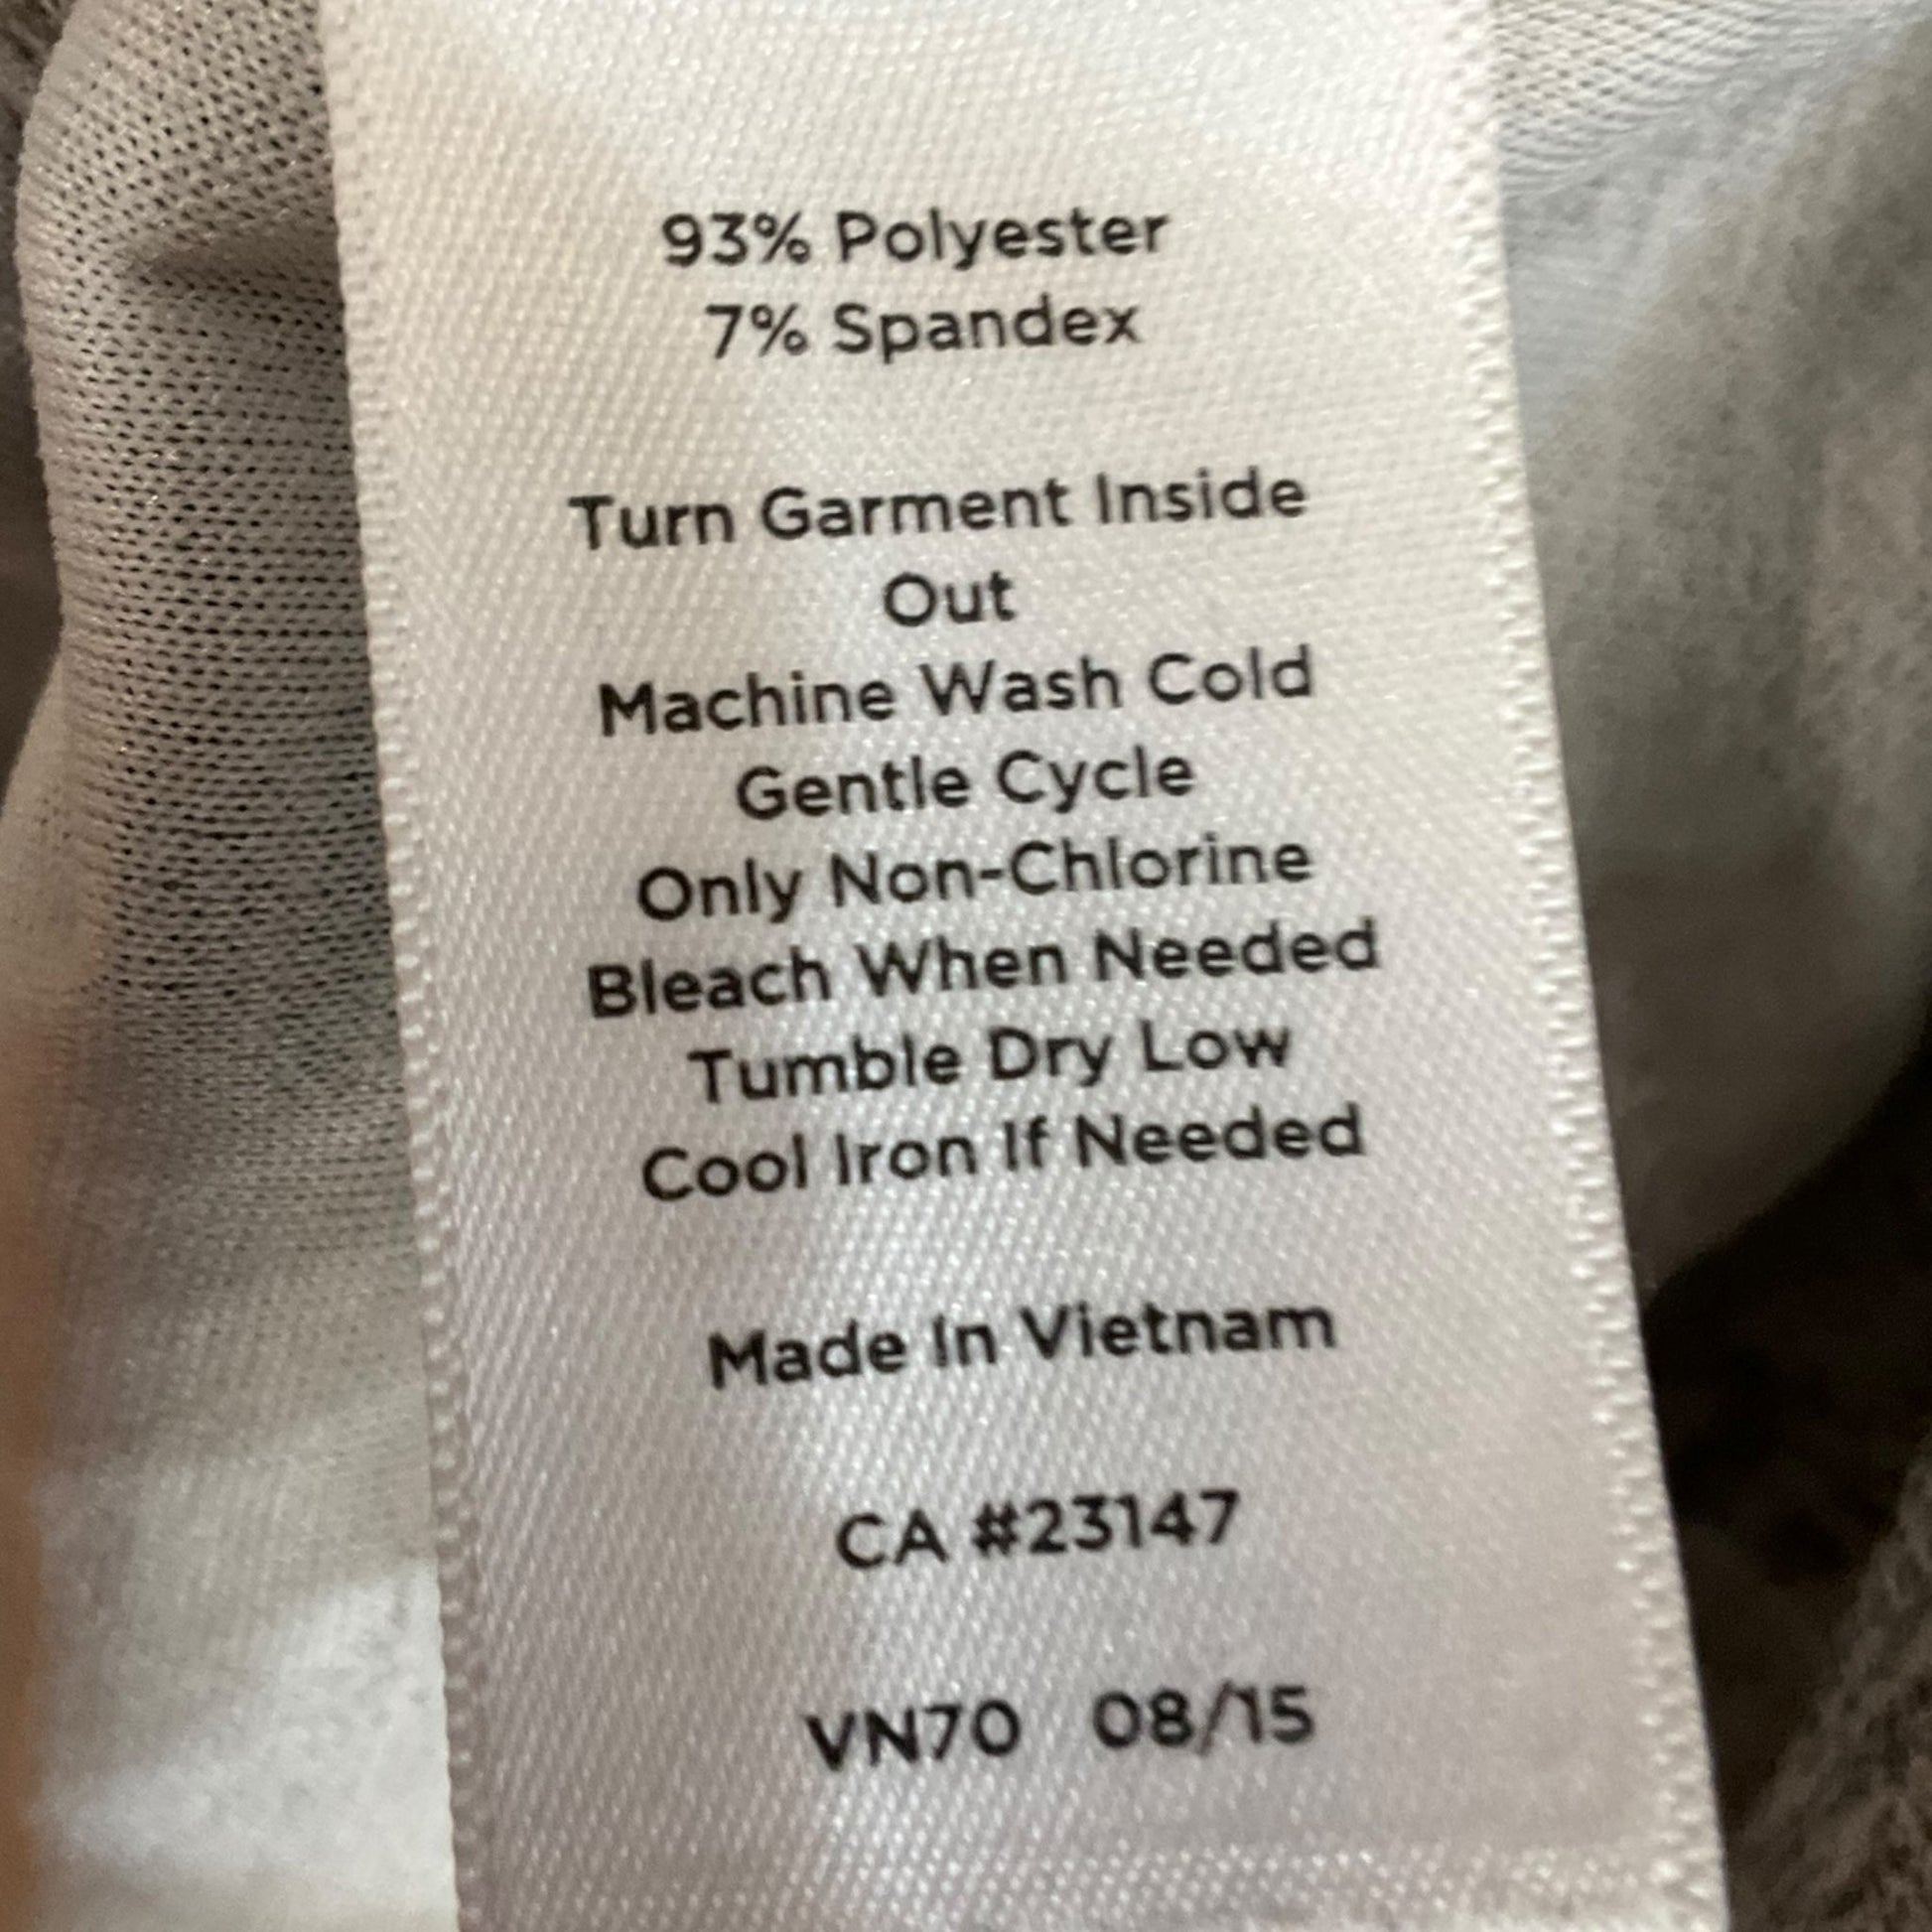 93% Polyester
7% Spandex
Turn Garment Inside
Out
Machine Wash Cold
Gentle Cycle
Only Non-Chlorine
Bleach When Needed
Tumble Dry Low
Cool Iron If Needed
Made In Vietnam
CA #23147
VN70 08/15